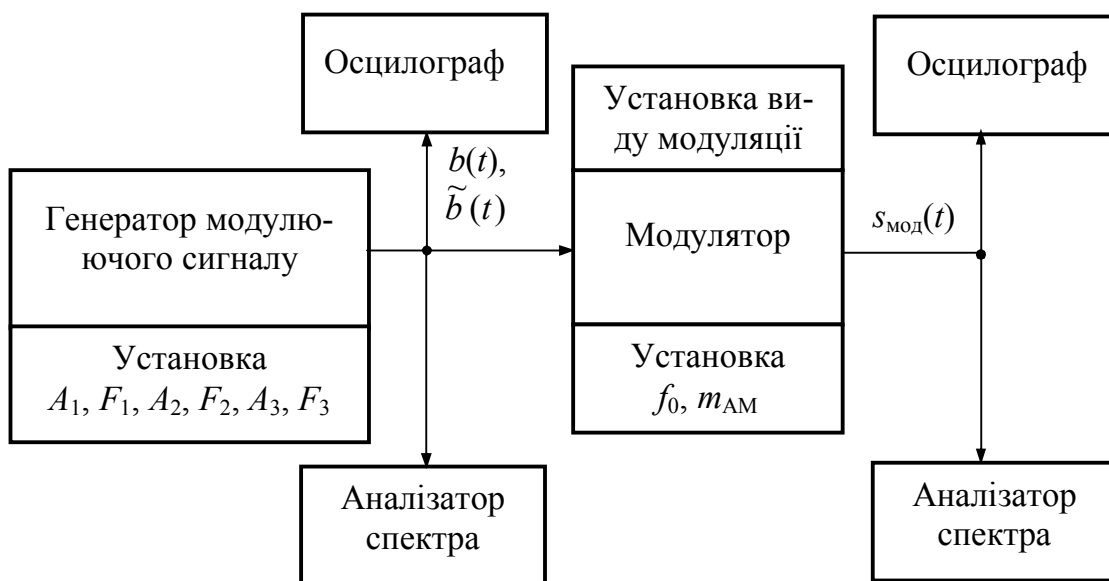 Осцилограф
Осцилограф
Установка ви-
ду модуляції
b(t),
b̃(t)
Генератор модулю-
ючого сигналу
Модулятор
sмод(t)
Установка
A₁, F₁, A₂, F₂, A₃, F₃
Установка
f₀, mАМ
Аналізатор
спектра
Аналізатор
спектра